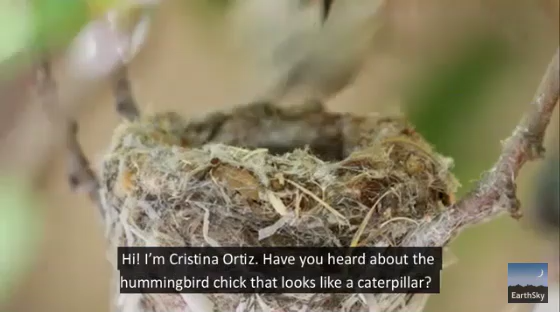 Hi! I'm Cristina Ortiz. Have you heard about the
hummingbird chick that looks like a caterpillar?
EarthSky